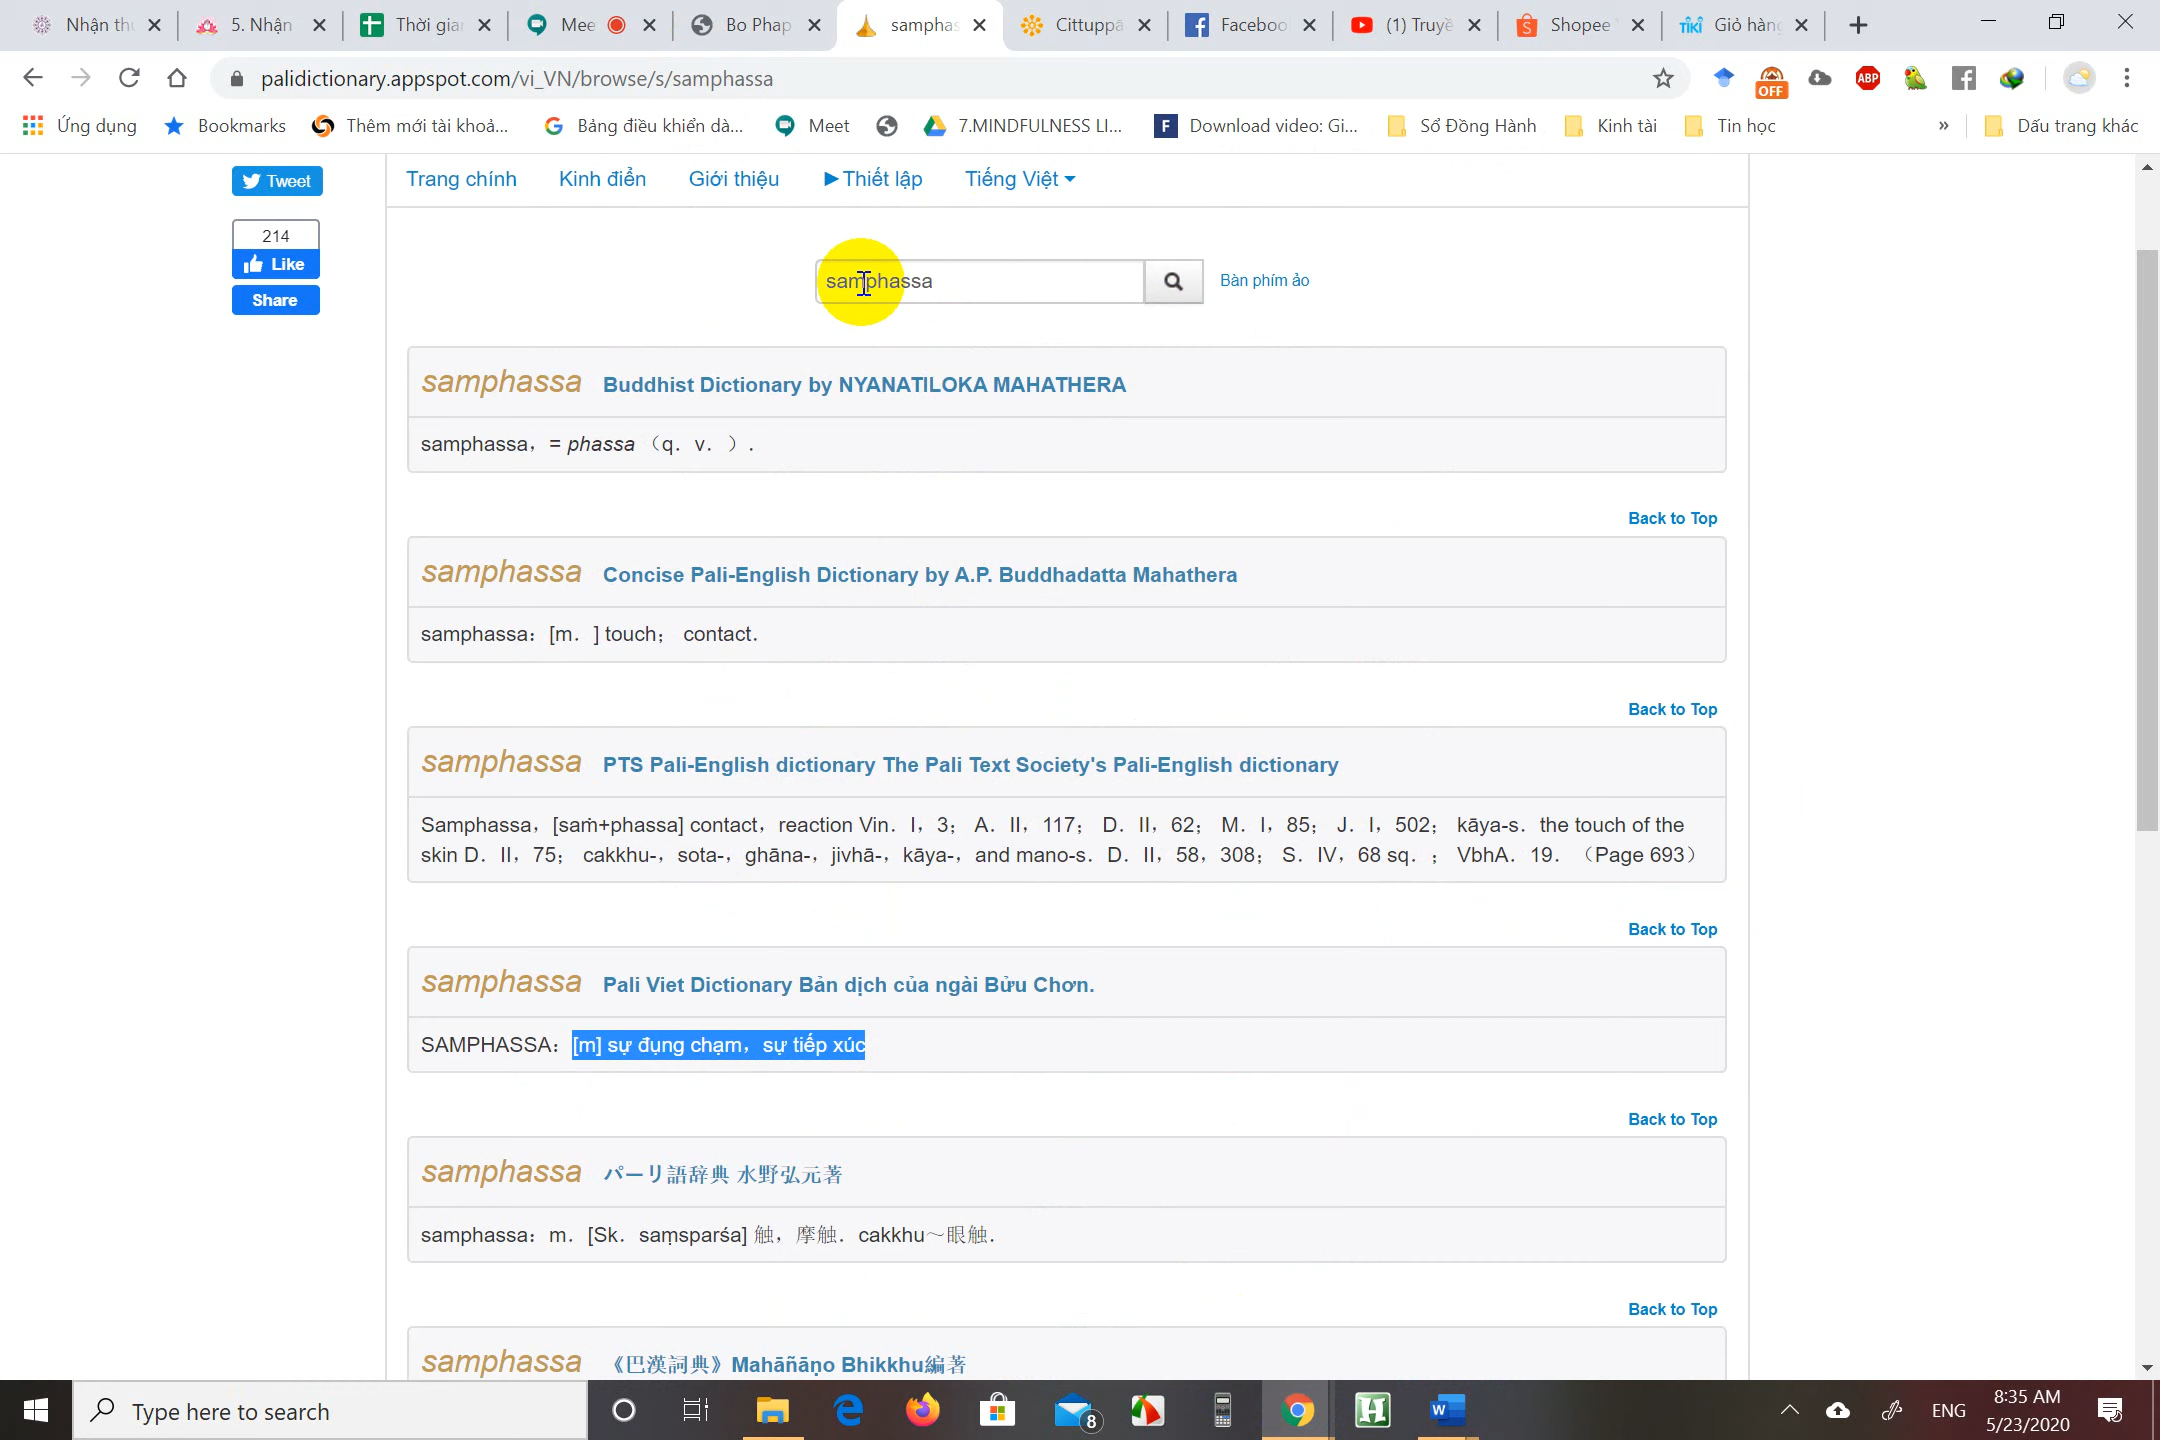 Nhận thu
5. Nhận
Thời gian
Mee
Bo Phap
samphas
Cittuppā
Faceboo
(1) Truyề
Shopee
Giỏ hàng
palidictionary.appspot.com/vi_VN/browse/s/samphassa
OFF
ABP
Ứng dụng
Bookmarks
Thêm mới tài khoả...
Bảng điều khiển dà...
Meet
7.MINDFULNESS LI...
Download video: Gi...
Sổ Đồng Hành
Kinh tài
Tin học
»
Dấu trang khác
Tweet
214
Like
Share
Trang chính
Kinh điển
Giới thiệu
►Thiết lập
Tiếng Việt
samphassa
Bàn phím ảo
samphassa Buddhist Dictionary by NYANATILOKA MAHATHERA
samphassa，= phassa （q．v．）．
Back to Top
samphassa Concise Pali-English Dictionary by A.P. Buddhadatta Mahathera
samphassa：[m．] touch； contact．
Back to Top
samphassa PTS Pali-English dictionary The Pali Text Society's Pali-English dictionary
Samphassa，[saṁ+phassa] contact，reaction Vin．I，3； A．II，117； D．II，62； M．I，85； J．I，502； kāya-s．the touch of the
skin D．II，75； cakkhu-，sota-，ghāna-，jivhā-，kāya-，and mano-s．D．II，58，308； S．IV，68 sq．； VbhA．19．（Page 693）
Back to Top
samphassa Pali Viet Dictionary Bản dịch của ngài Bửu Chơn.
SAMPHASSA：[m] sự đụng chạm，sự tiếp xúc
Back to Top
samphassa パーリ語辞典 水野弘元著
samphassa：m．[Sk．saṃsparśa] 触，摩触．cakkhu～眼触．
Back to Top
samphassa 《巴漢詞典》Mahāñāṇo Bhikkhu編著
Type here to search
8
ENG
8:35 AM
5/23/2020